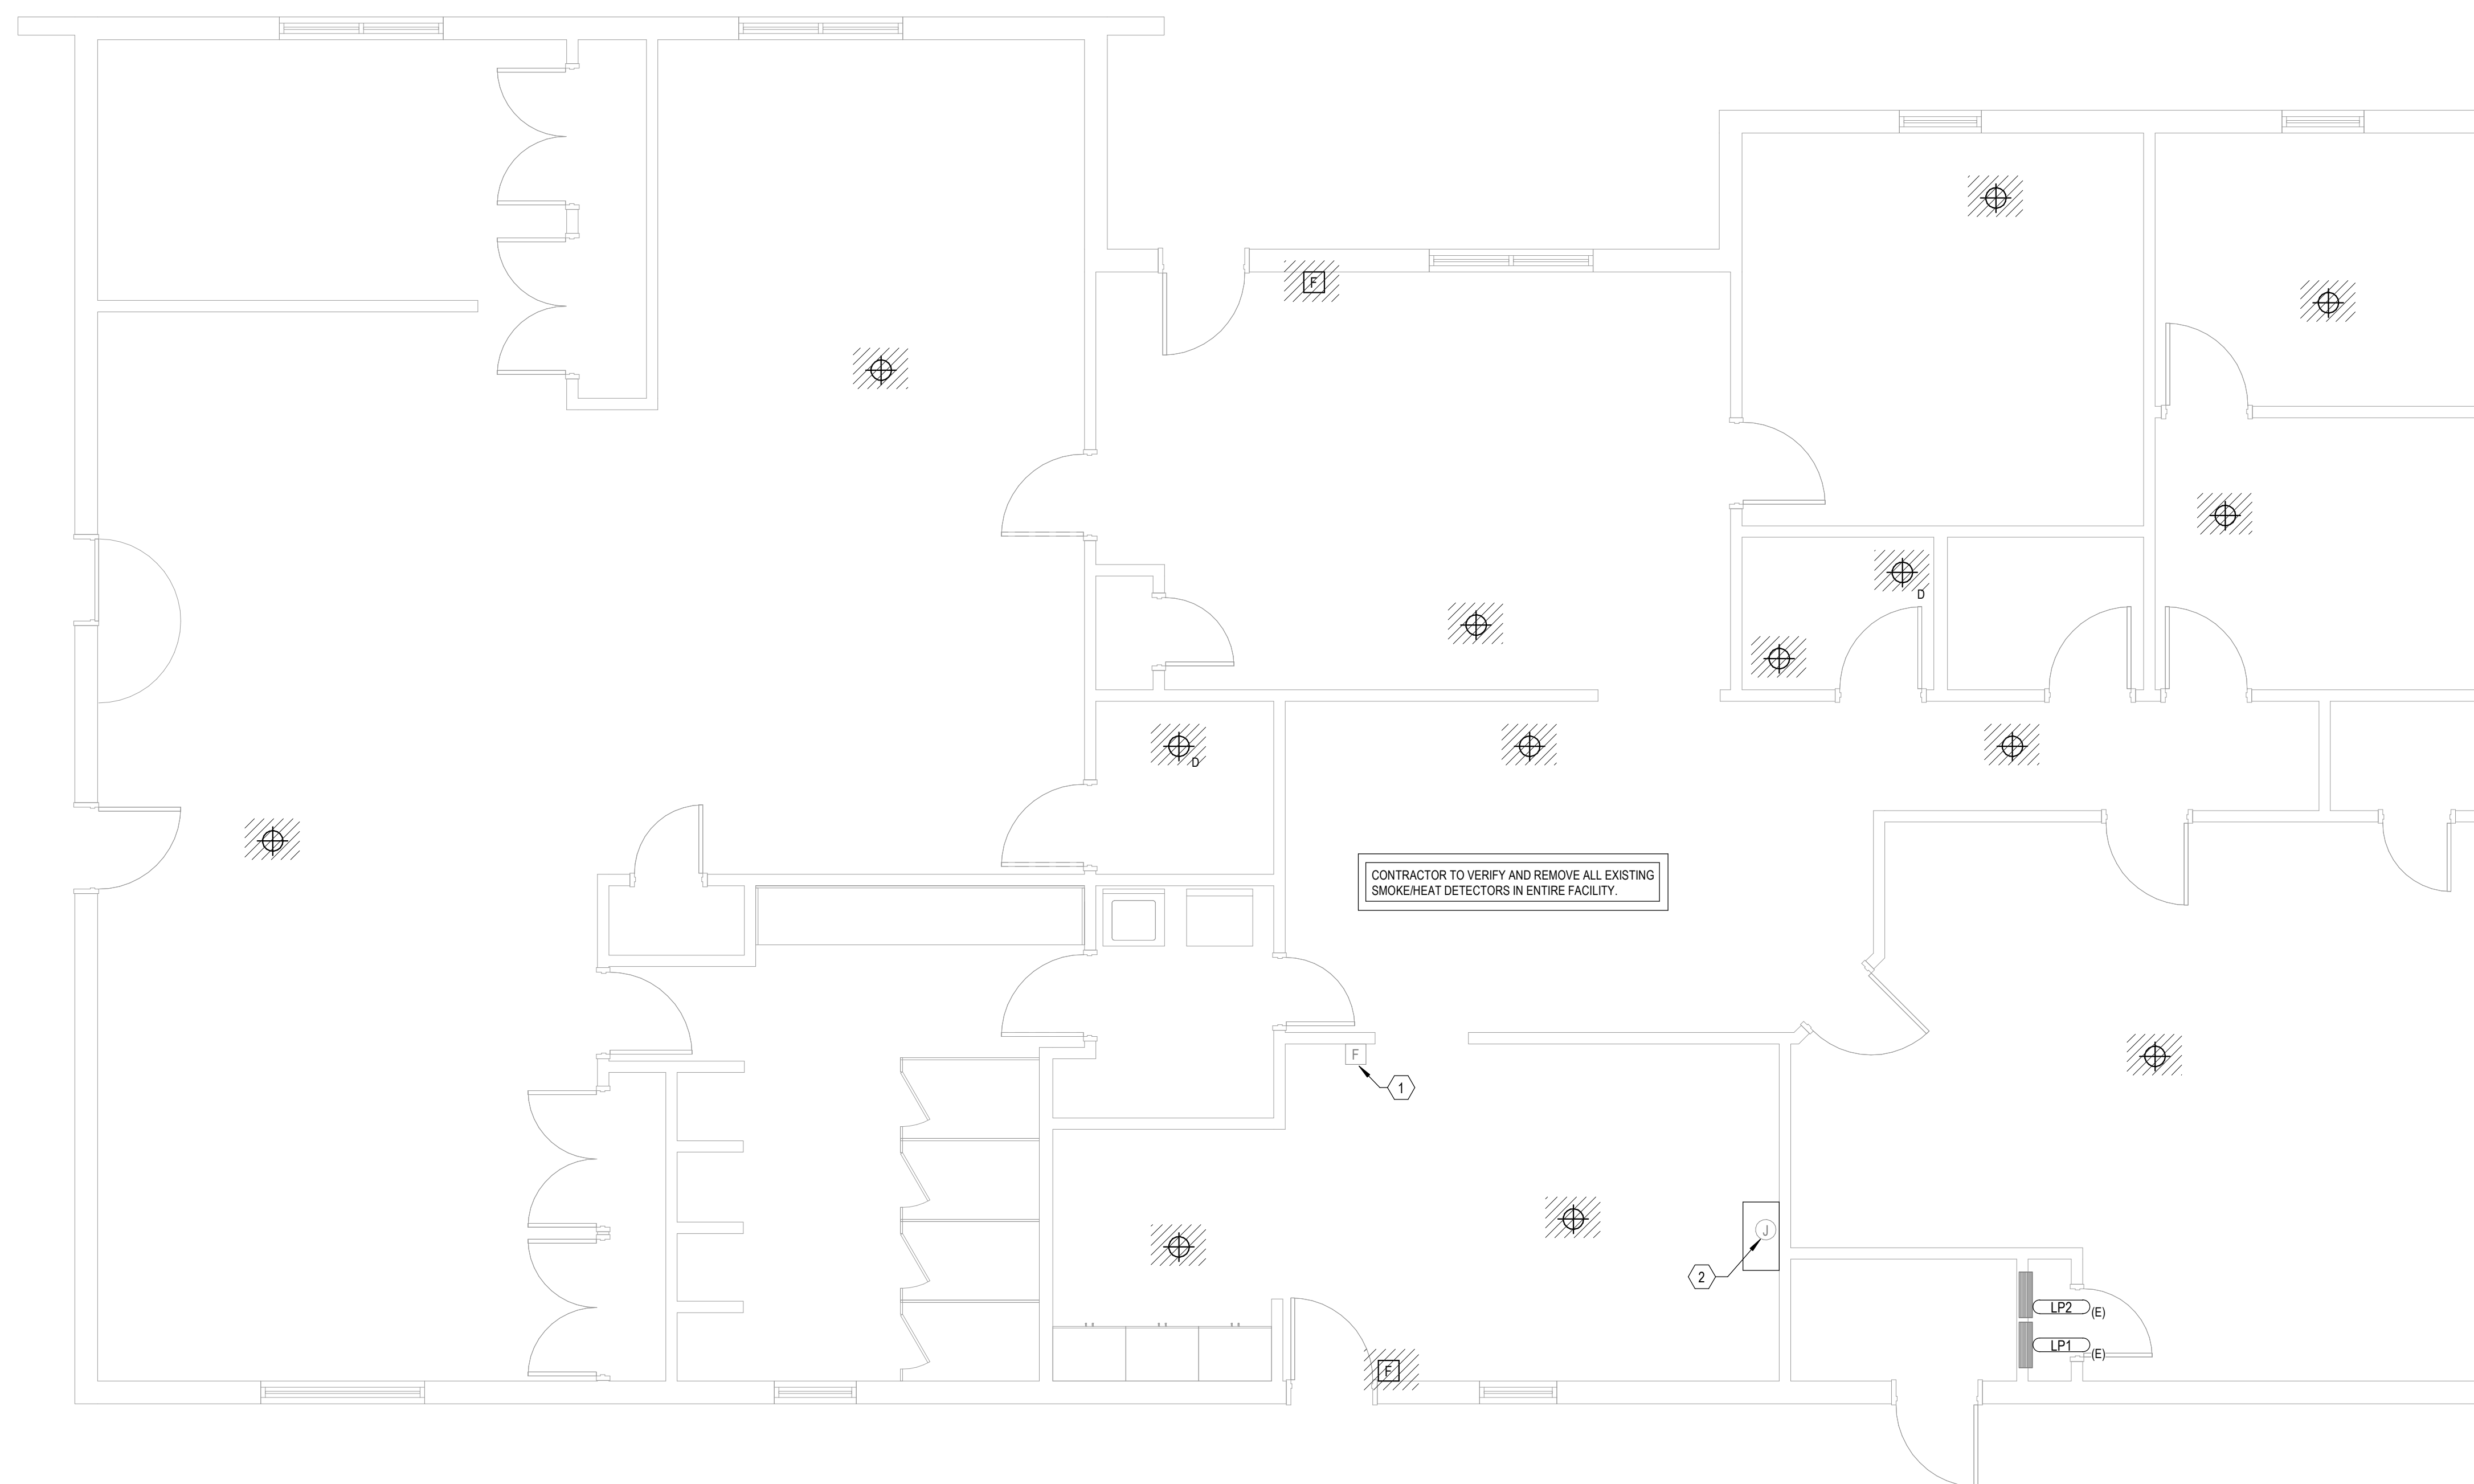 F
D
D
CONTRACTOR TO VERIFY AND REMOVE ALL EXISTING
SMOKE/HEAT DETECTORS IN ENTIRE FACILITY.
F
1
J
2
LP2
(E)
LP1
(E)
F